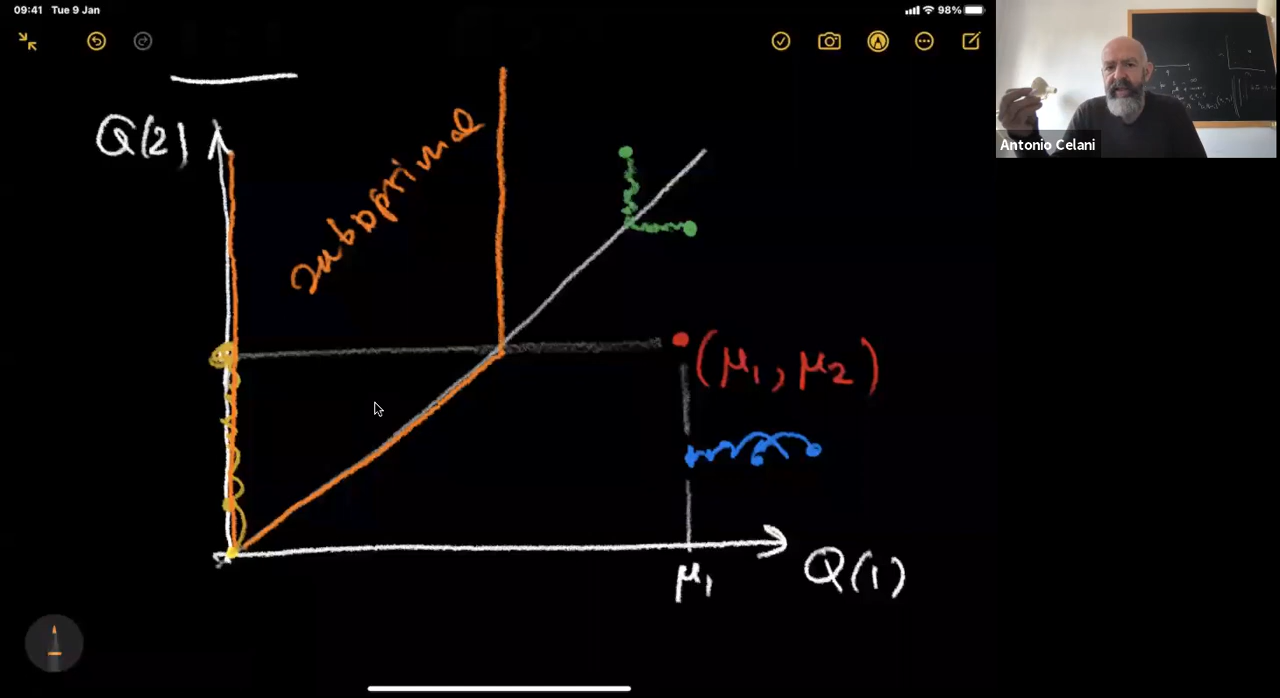 09:41 Tue 9 Jan
98%
Antonio Celani
Q(2)
suboptimal
(μ1, μ2)
μ1
Q(1)